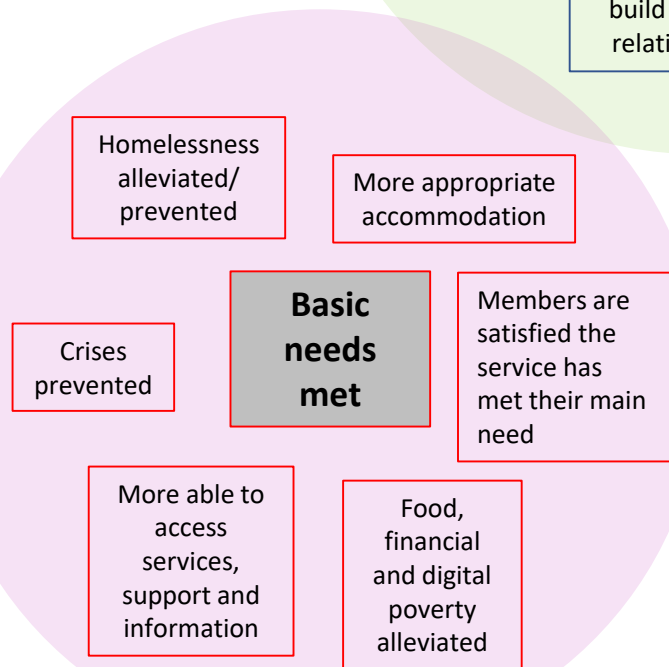 build
relati
Homelessness
alleviated/
prevented
More appropriate
accommodation
Basic
needs
met
Members are
satisfied the
service has
met their main
need
Crises
prevented
More able to
access
services,
support and
information
Food,
financial
and digital
poverty
alleviated